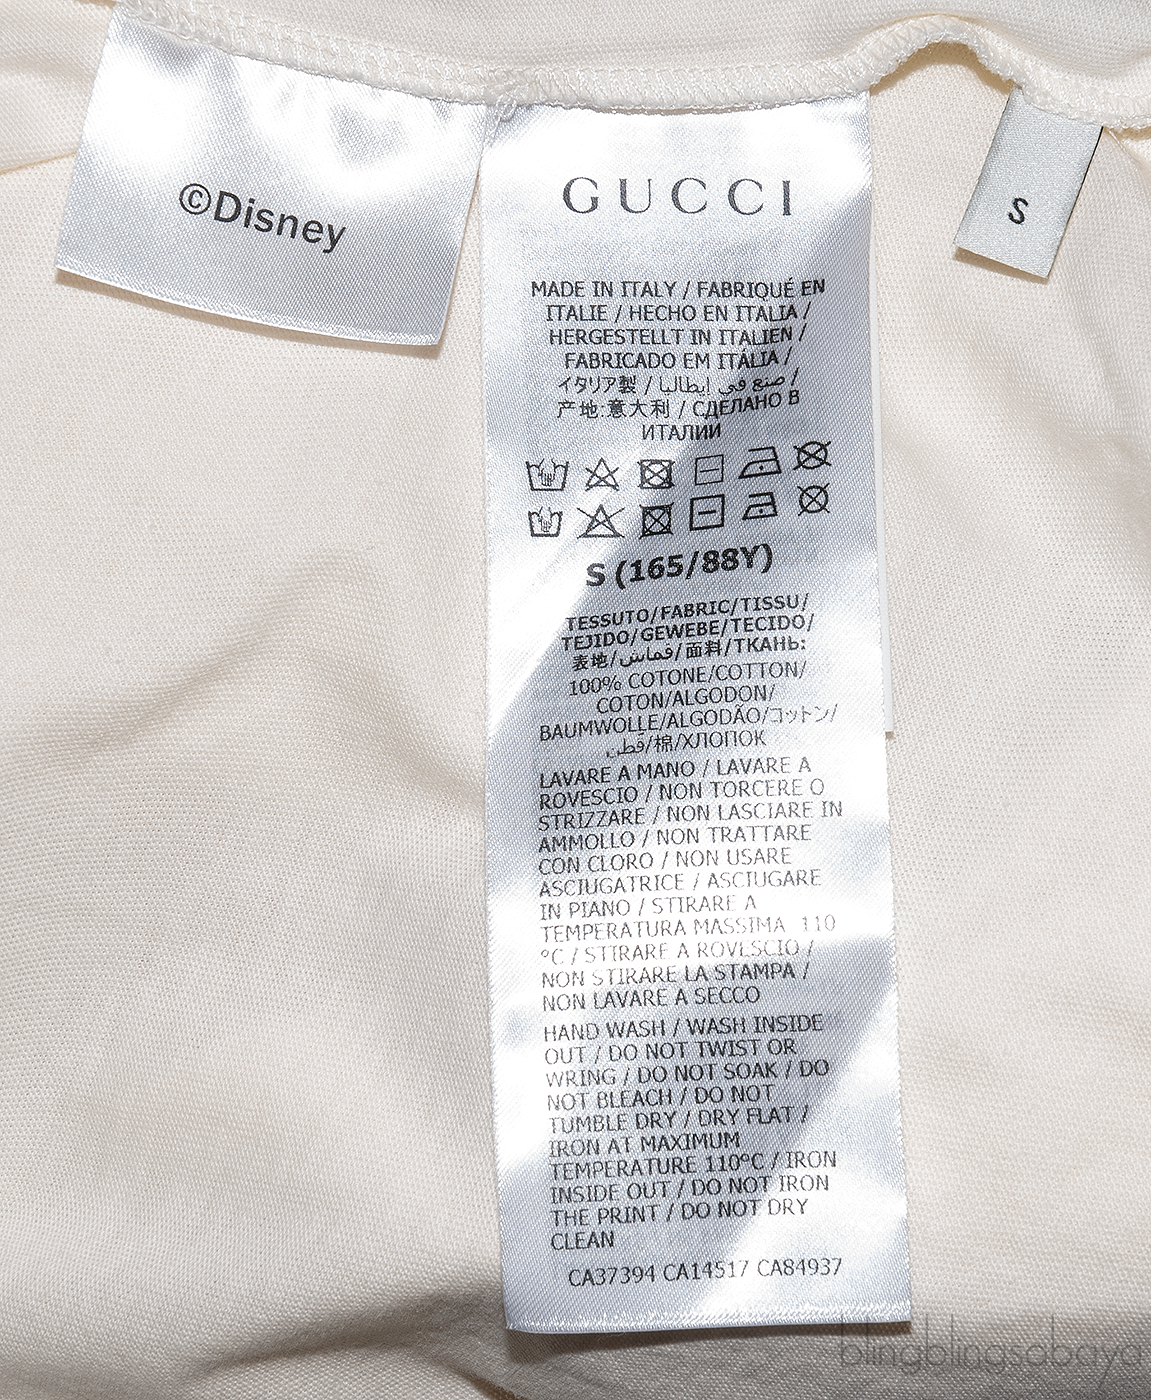 ©Disney
GUCCI
S
MADE IN ITALY / FABRIQUÉ EN
ITALIE / HECHO EN ITALIA /
HERGESTELLT IN ITALIEN /
FABRICADO EM ITÁLIA /
イタリア製 / صنع في إيطاليا /
产地:意大利 / СДЕЛАНО В
ИТАЛИИ
S (165/88Y)
TESSUTO/FABRIC/TISSU/
TEJIDO/GEWEBE/TECIDO/
表地/قماش/面料/ТКАНЬ:
100% COTONE/COTTON/
COTON/ALGODON/
BAUMWOLLE/ALGODÃO/コットン/
قطن/棉/ХЛОПОК
LAVARE A MANO / LAVARE A
ROVESCIO / NON TORCERE O
STRIZZARE / NON LASCIARE IN
AMMOLLO / NON TRATTARE
CON CLORO / NON USARE
ASCIUGATRICE / ASCIUGARE
IN PIANO / STIRARE A
TEMPERATURA MASSIMA 110
°C / STIRARE A ROVESCIO /
NON STIRARE LA STAMPA /
NON LAVARE A SECCO
HAND WASH / WASH INSIDE
OUT / DO NOT TWIST OR
WRING / DO NOT SOAK / DO
NOT BLEACH / DO NOT
TUMBLE DRY / DRY FLAT /
IRON AT MAXIMUM
TEMPERATURE 110°C / IRON
INSIDE OUT / DO NOT IRON
THE PRINT / DO NOT DRY
CLEAN
CA37394 CA14517 CA84937
blingblingsabaya